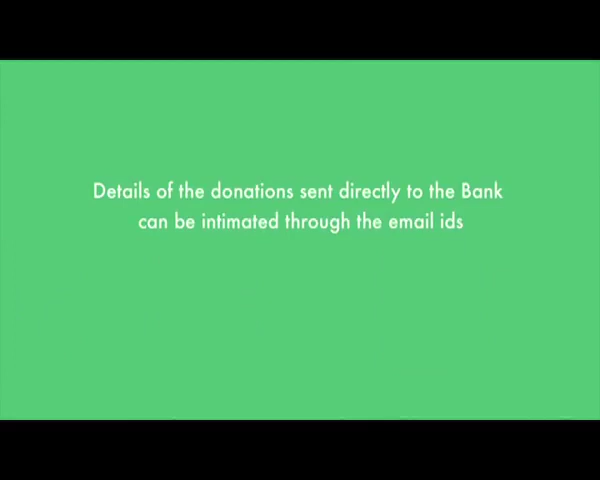 Details of the donations sent directly to the Bank
can be intimated through the email ids